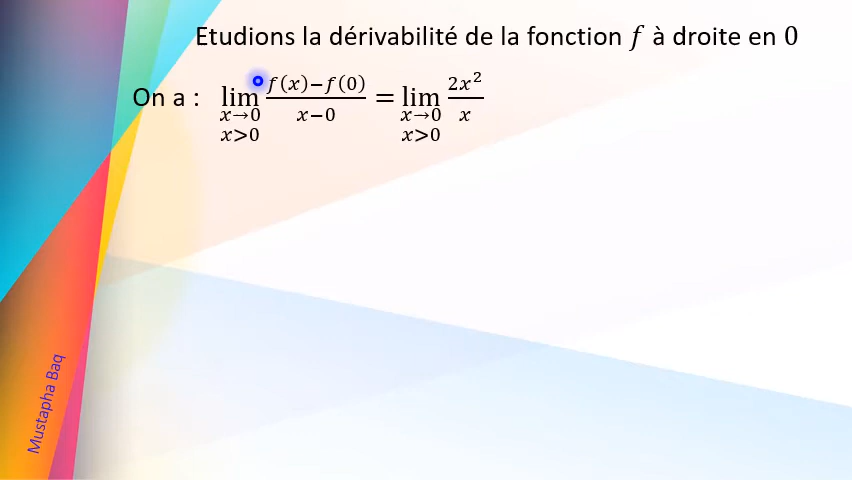 Etudions la dérivabilité de la fonction f à droite en 0
On a : lim_{x→0, x>0} (f(x)−f(0))/(x−0) = lim_{x→0, x>0} 2x²/x
Mustapha Baq